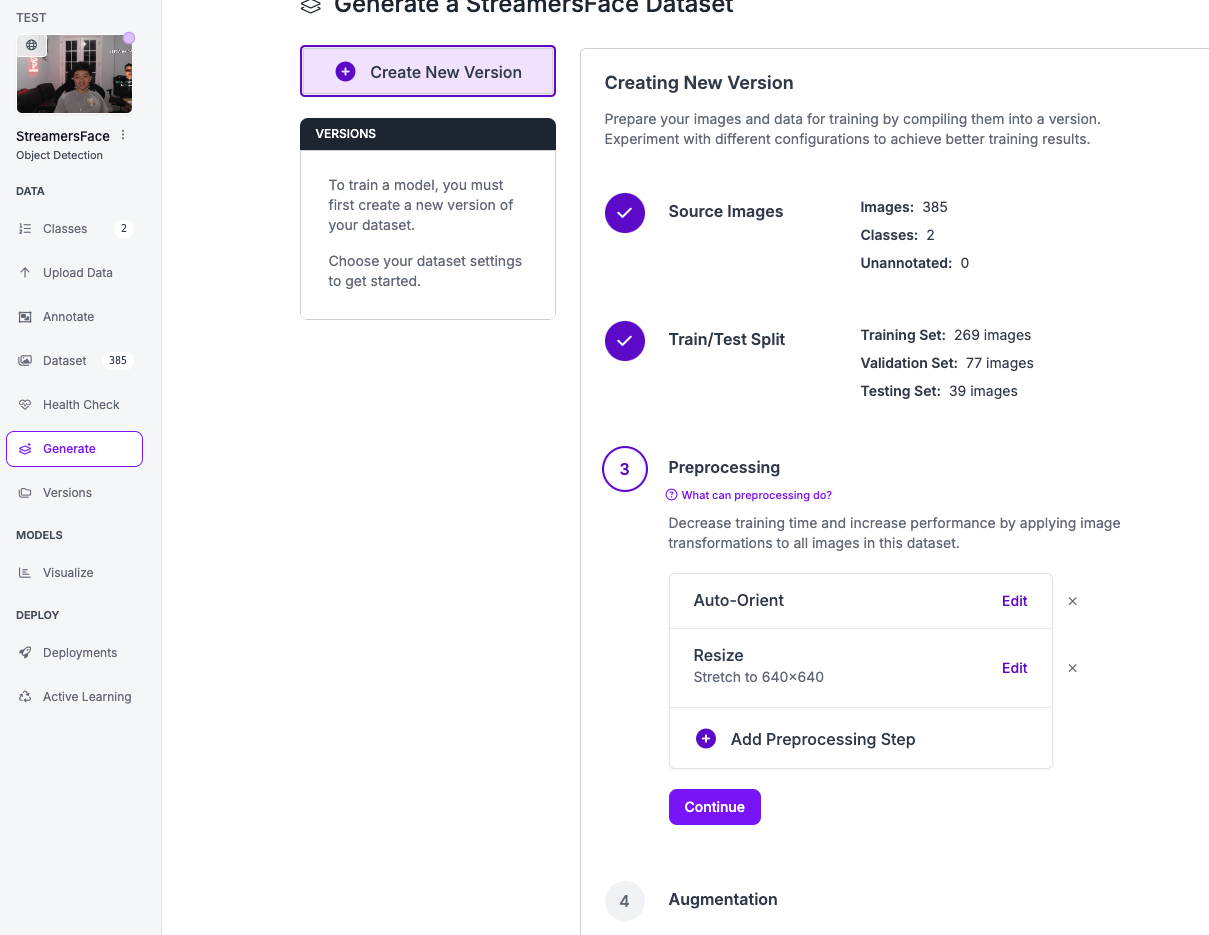 TEST
StreamersFace
Object Detection
DATA
Classes 2
Upload Data
Annotate
Dataset 385
Health Check
Generate
Versions
MODELS
Visualize
DEPLOY
Deployments
Active Learning
Generate a StreamersFace Dataset
Create New Version
VERSIONS
To train a model, you must
first create a new version of
your dataset.
Choose your dataset settings
to get started.
Creating New Version
Prepare your images and data for training by compiling them into a version.
Experiment with different configurations to achieve better training results.
Source Images
Images: 385
Classes: 2
Unannotated: 0
Train/Test Split
Training Set: 269 images
Validation Set: 77 images
Testing Set: 39 images
3 Preprocessing
What can preprocessing do?
Decrease training time and increase performance by applying image
transformations to all images in this dataset.
Auto-Orient Edit ×
Resize
Stretch to 640×640 Edit ×
Add Preprocessing Step
Continue
4 Augmentation